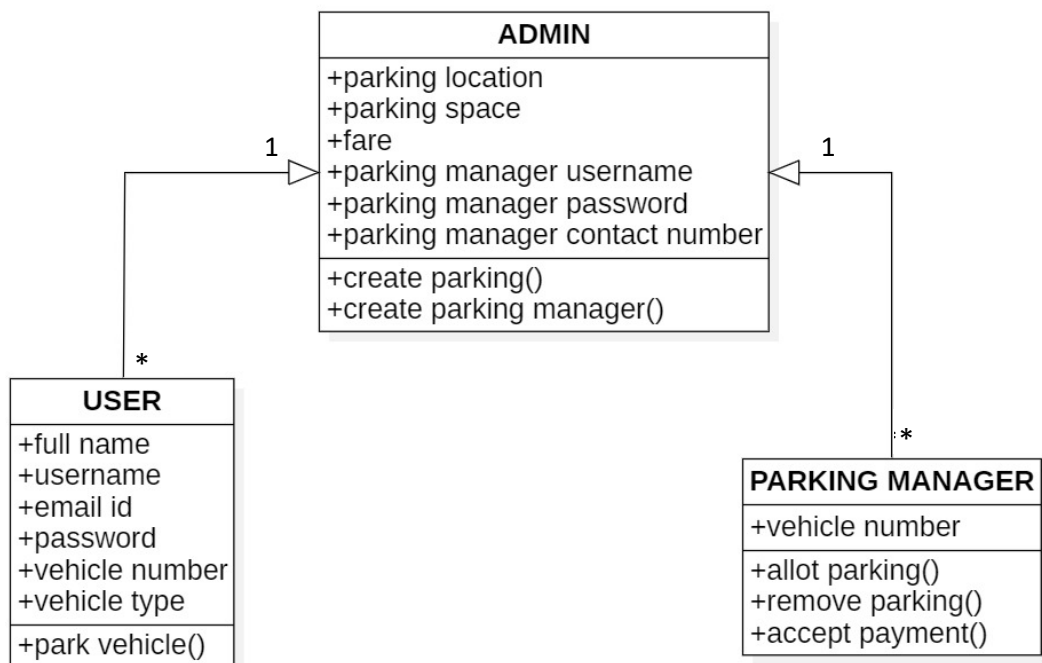 ADMIN
+parking location
+parking space
+fare
+parking manager username
+parking manager password
+parking manager contact number
+create parking()
+create parking manager()
1
1
*
USER
+full name
+username
+email id
+password
+vehicle number
+vehicle type
+park vehicle()
*
PARKING MANAGER
+vehicle number
+allot parking()
+remove parking()
+accept payment()